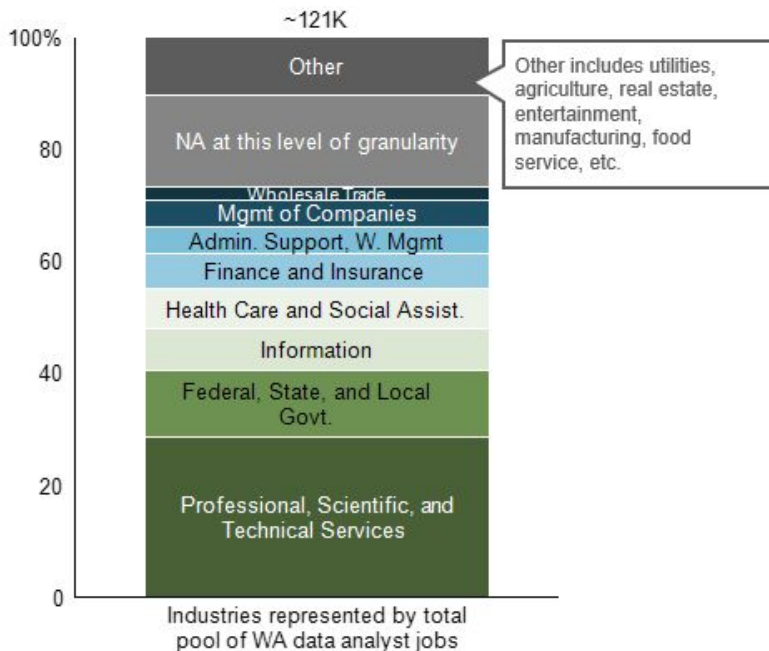 ~121K
100%
80
60
40
20
0
Other
NA at this level of granularity
Wholesale Trade
Mgmt of Companies
Admin. Support, W. Mgmt
Finance and Insurance
Health Care and Social Assist.
Information
Federal, State, and Local
Govt.
Professional, Scientific, and
Technical Services
Other includes utilities,
agriculture, real estate,
entertainment,
manufacturing, food
service, etc.
Industries represented by total
pool of WA data analyst jobs